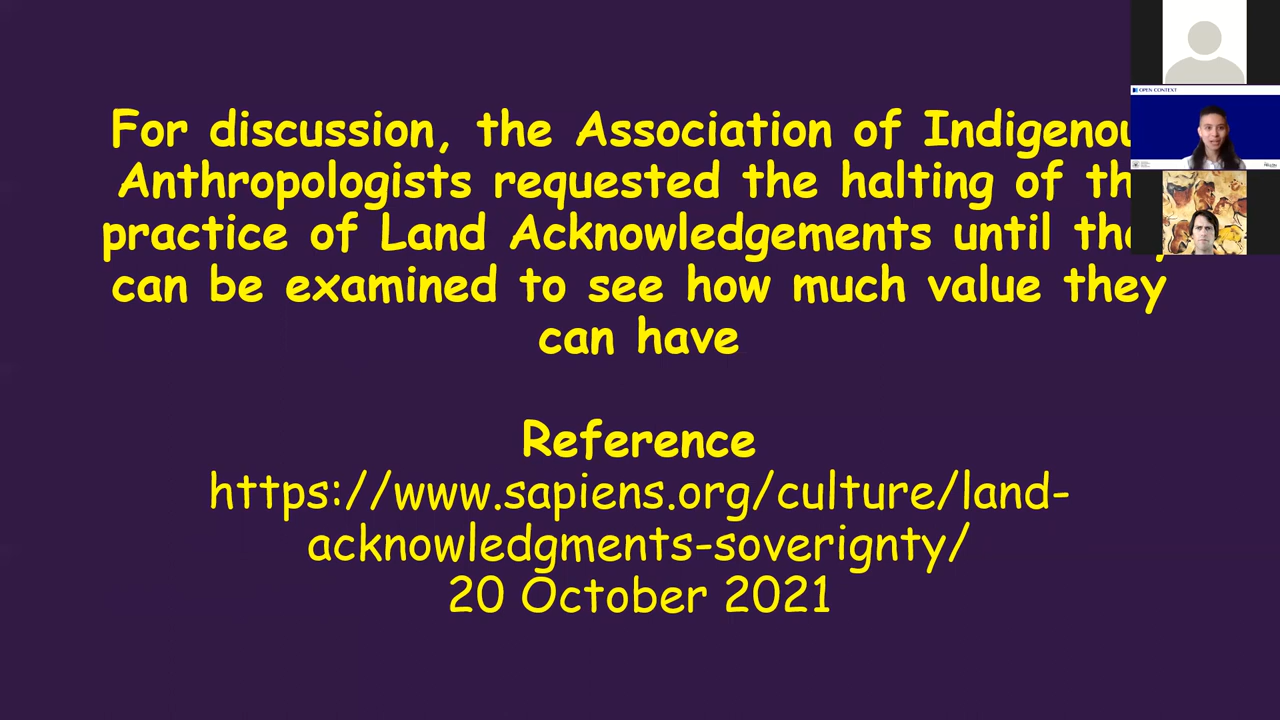 For discussion, the Association of Indigenou
Anthropologists requested the halting of th
practice of Land Acknowledgements until the
can be examined to see how much value they
can have
Reference
https://www.sapiens.org/culture/land-
acknowledgments-soverignty/
20 October 2021
OPEN CONTEXT